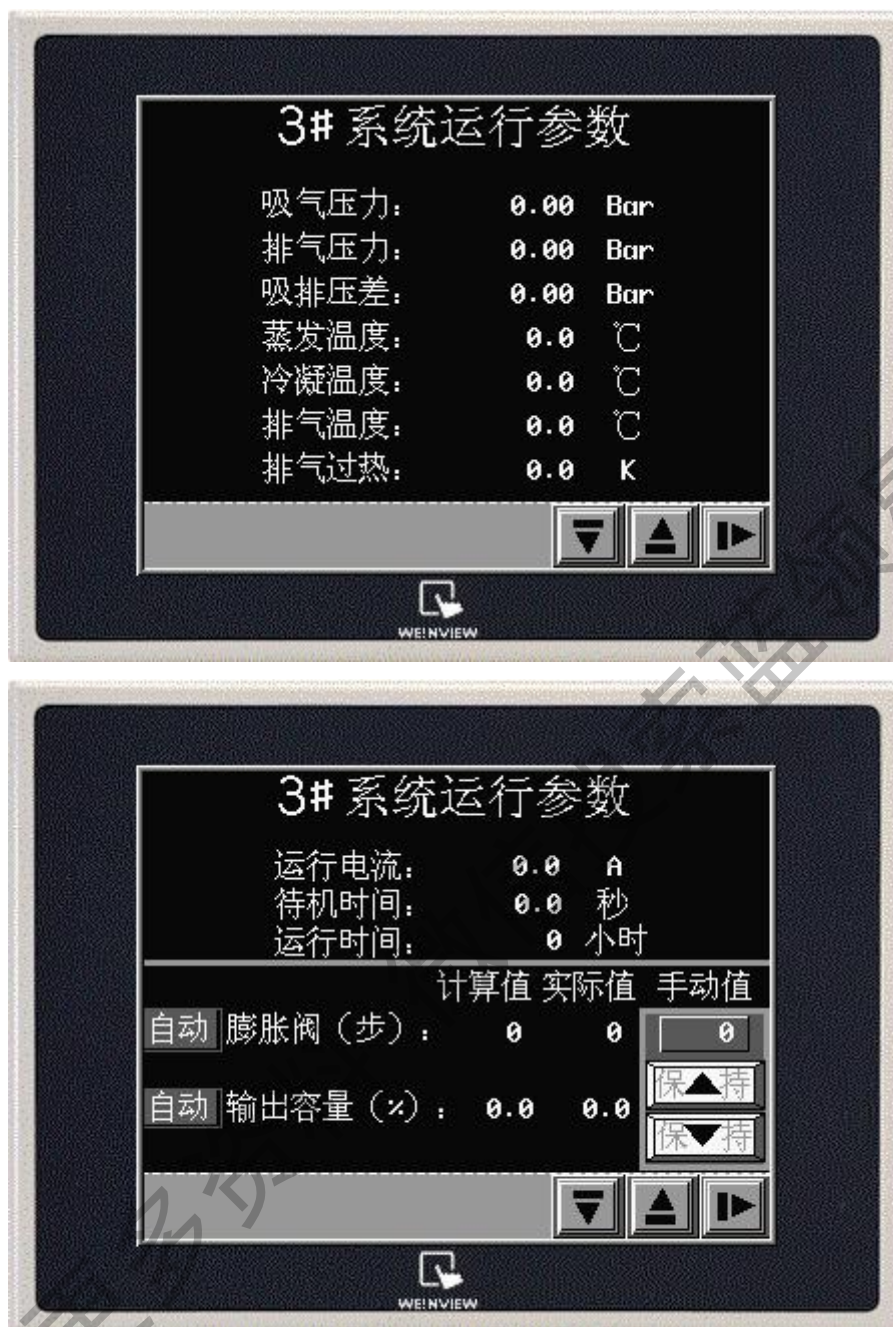 3# 系统运行参数
吸气压力： 0.00 Bar
排气压力： 0.00 Bar
吸排压差： 0.00 Bar
蒸发温度： 0.0 ℃
冷凝温度： 0.0 ℃
排气温度： 0.0 ℃
排气过热： 0.0 K
WEINVIEW
3# 系统运行参数
运行电流： 0.0 A
待机时间： 0.0 秒
运行时间： 0 小时
计算值 实际值 手动值
自动 膨胀阀（步）： 0 0 0
保▲持
自动 输出容量（%）： 0.0 0.0
保▼持
WEINVIEW